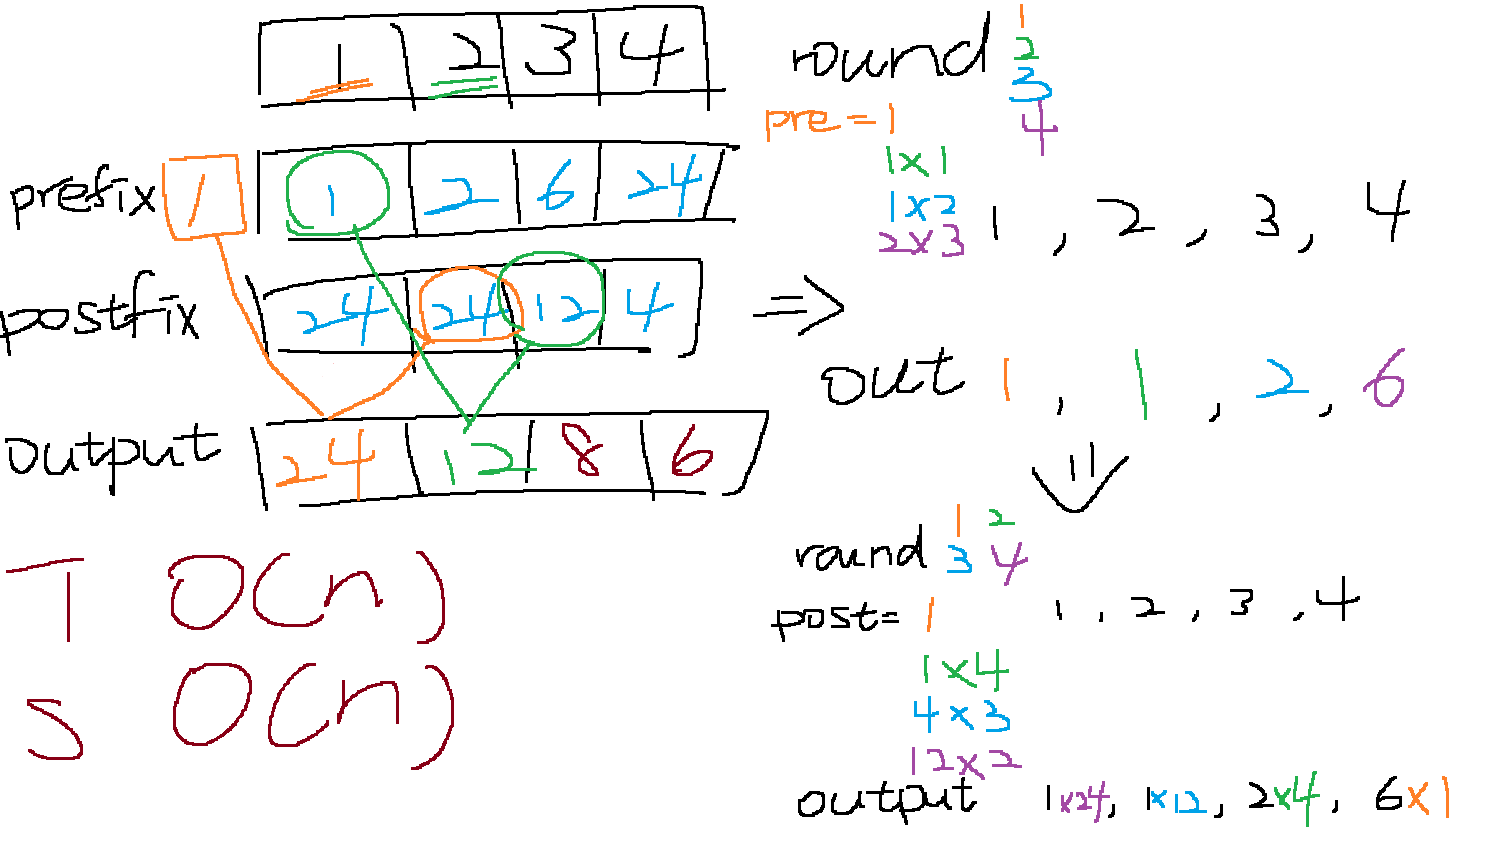 1 2 3 4
prefix 1 1 2 6 24
postfix 24 24 12 4
output 24 12 8 6
T O(n)
S O(n)
round 1
2
3
4
pre = 1
1x1
1x2
2x3
1 , 2 , 3 , 4
=>
out 1 , 1 , 2 , 6
round 1 2
3 4
post= 1
1x4
4x3
12x2
1 , 2 , 3 , 4
output 1x24, 1x12, 2x4, 6x1